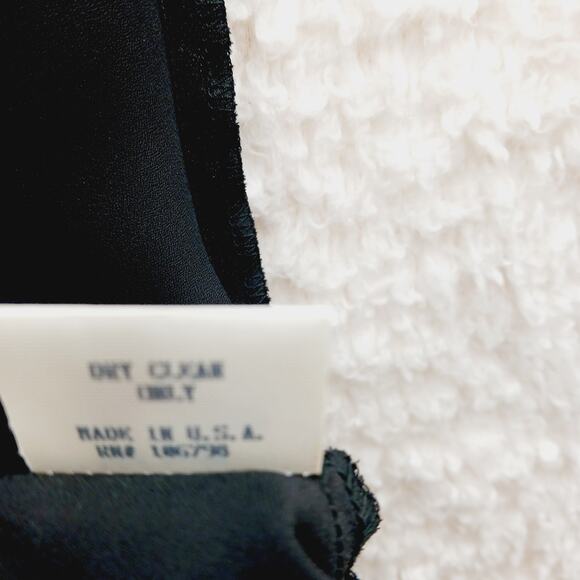 DRY CLEAN
ONLY
MADE IN U.S.A.
RN# 106798